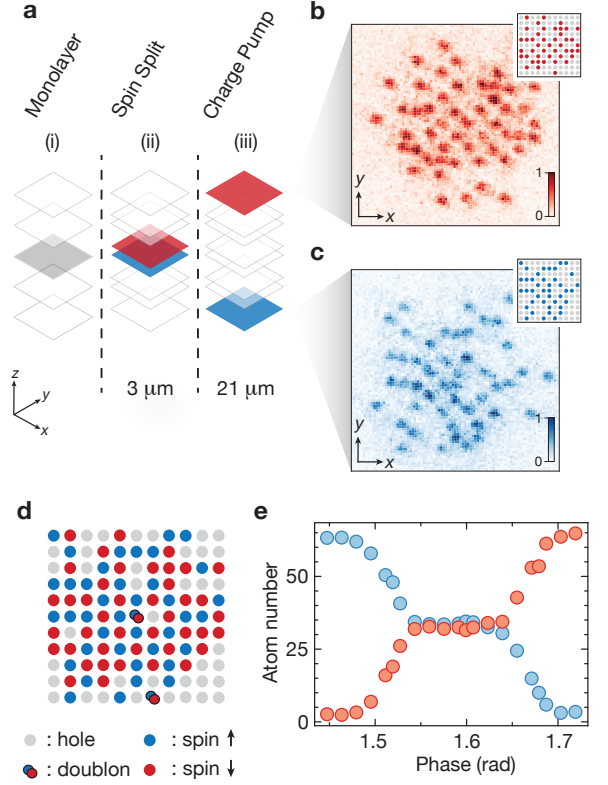 a
Monolayer
Spin Split
Charge Pump
(i)
(ii)
(iii)
z
y
x
3 μm
21 μm
b
y
x
1
0
c
y
x
1
0
d
: hole
: spin ↑
: doublon
: spin ↓
e
Atom number
50
25
0
1.5
1.6
1.7
Phase (rad)